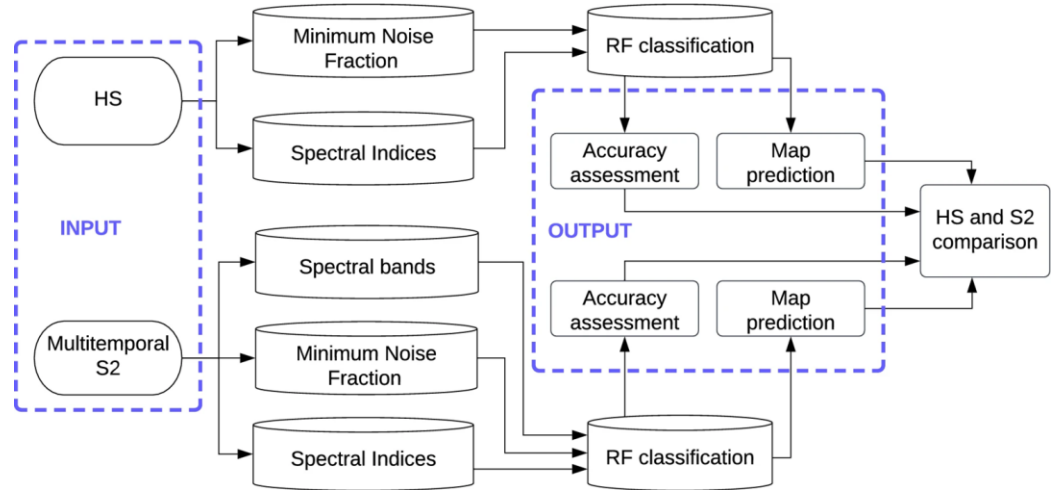 Minimum Noise
Fraction
RF classification
HS
Spectral Indices
Accuracy
assessment
Map
prediction
INPUT
OUTPUT
HS and S2
comparison
Spectral bands
Accuracy
assessment
Map
prediction
Multitemporal
S2
Minimum Noise
Fraction
Spectral Indices
RF classification